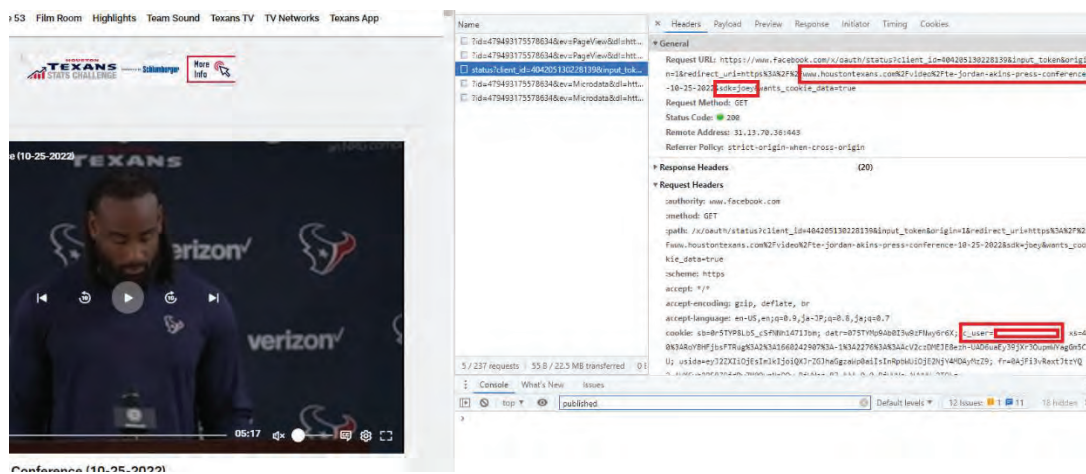 53 Film Room Highlights Team Sound Texans TV TV Networks Texans App
HOUSTON
TEXANS
STATS CHALLENGE
Schlumberger
More
Info
e (10-25-2022)
TEXANS
erizon
verizon
10
10
05:17
Conference (10-25-2022)
Name
?id=479493175578634&ev=PageView&dl=htt...
?id=479493175578634&ev=PageView&dl=htt...
status?client_id=404205130228139&input_tok...
?id=479493175578634&ev=Microdata&dl=htt...
?id=479493175578634&ev=Microdata&dl=htt...
5 / 237 requests 55.8 / 22.5 MB transferred
× Headers Payload Preview Response Initiator Timing Cookies
General
Request URL: https://www.facebook.com/x/oauth/status?client_id=404205130228139&input_token&origi
n=1&redirect_uri=https%3A%2F%2Fwww.houstontexans.com%2Fvideo%2Fte-jordan-akins-press-conference
-10-25-2022&sdk=joey&wants_cookie_data=true
Request Method: GET
Status Code: 200
Remote Address: 31.13.70.36:443
Referrer Policy: strict-origin-when-cross-origin
Response Headers (20)
Request Headers
:authority: www.facebook.com
:method: GET
:path: /x/oauth/status?client_id=404205130228139&input_token&origin=1&redirect_uri=https%3A%2F%2
Fwww.houstontexans.com%2Fvideo%2Fte-jordan-akins-press-conference-10-25-2022&sdk=joey&wants_coo
kie_data=true
:scheme: https
accept: */*
accept-encoding: gzip, deflate, br
accept-language: en-US,en;q=0.9,ja-JP;q=0.8,ja;q=0.7
cookie: c_user= xs=4
Console What's New Issues
top published Default levels 12 Issues: 1 11 18 hidden